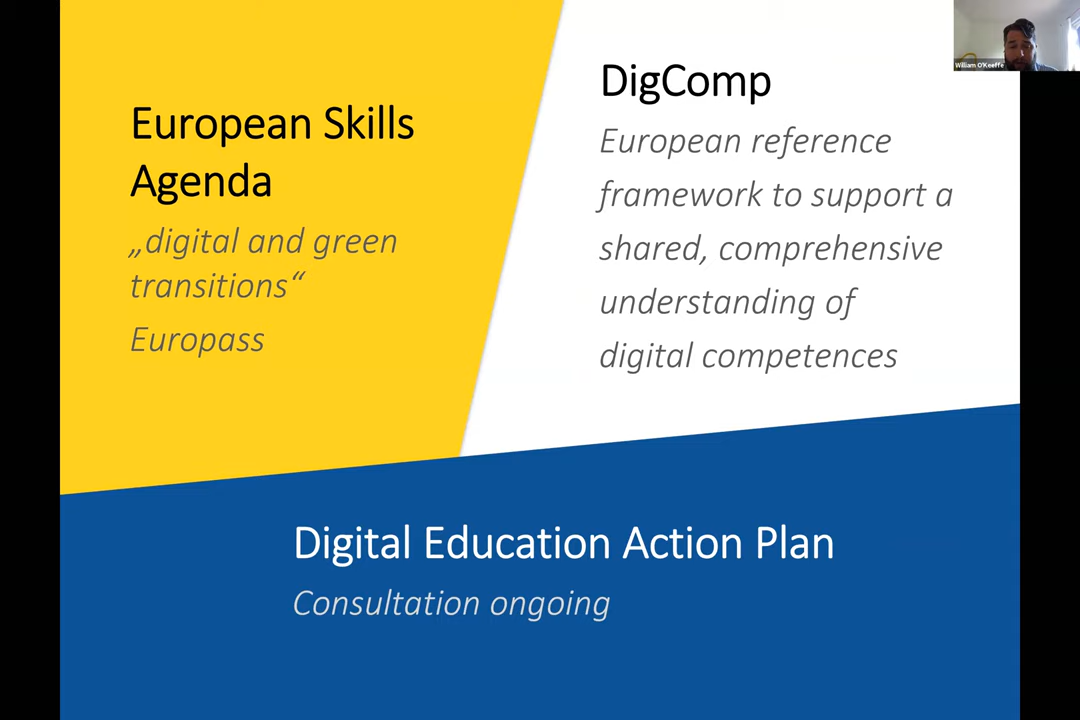 European Skills
Agenda
„digital and green
transitions“
Europass
DigComp
European reference
framework to support a
shared, comprehensive
understanding of
digital competences
Digital Education Action Plan
Consultation ongoing
William O'Keeffe